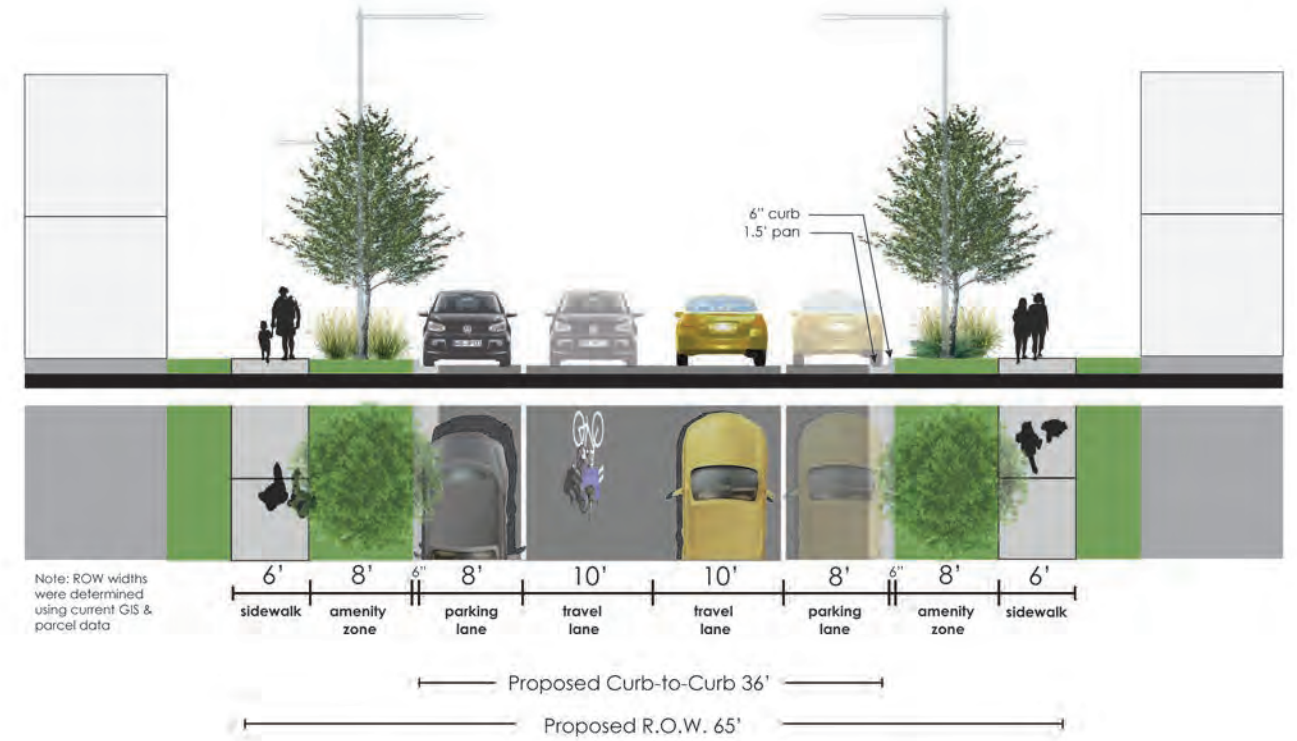 6" curb
1.5' pan
Note: ROW widths
were determined
using current GIS &
parcel data
6' 8' 6" 8' 10' 10' 8' 6" 8' 6'
sidewalk amenity zone parking lane travel lane travel lane parking lane amenity zone sidewalk
Proposed Curb-to-Curb 36'
Proposed R.O.W. 65'